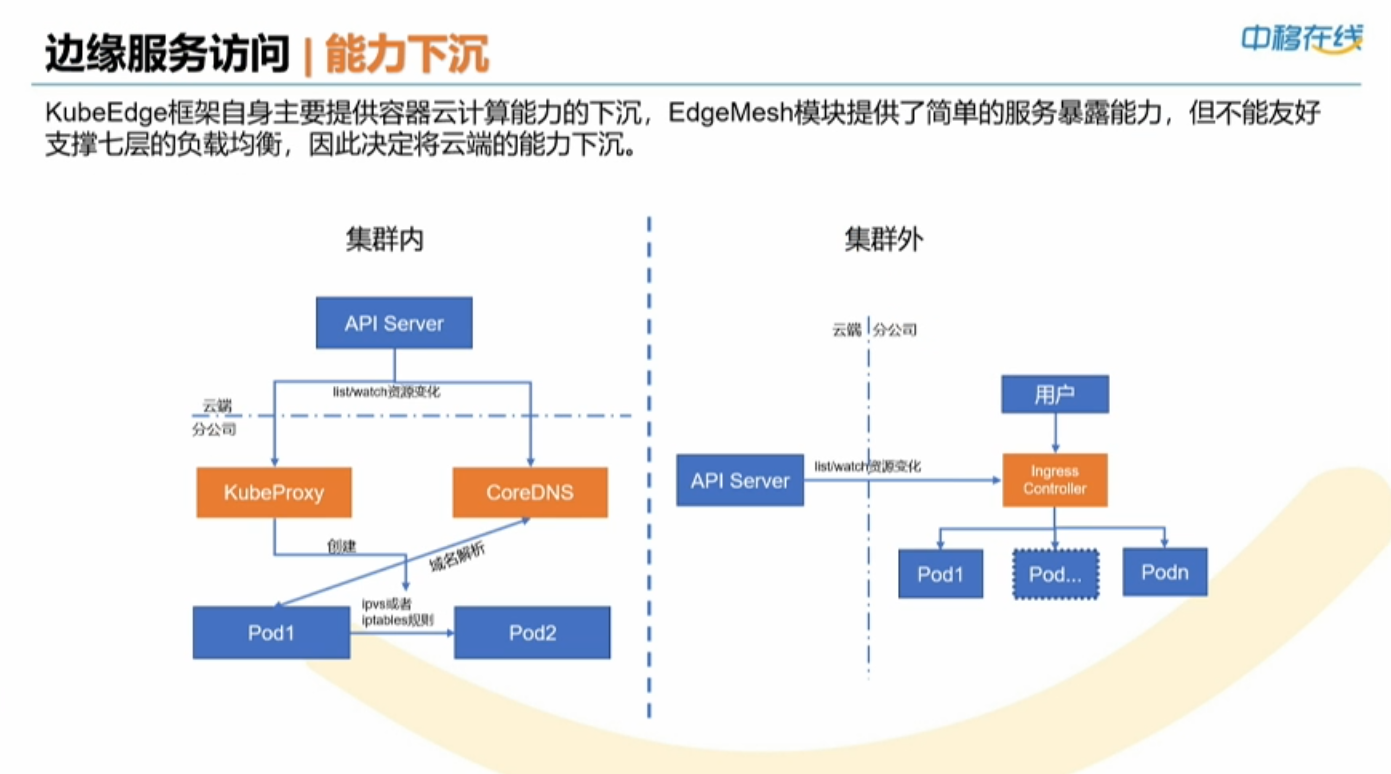 边缘服务访问 | 能力下沉
中移在线
KubeEdge框架自身主要提供容器云计算能力的下沉，EdgeMesh模块提供了简单的服务暴露能力，但不能友好
支撑七层的负载均衡，因此决定将云端的能力下沉。
集群内
API Server
list/watch资源变化
云端
分公司
KubeProxy
CoreDNS
创建
域名解析
ipvs或者
iptables规则
Pod1
Pod2
集群外
云端
分公司
用户
API Server
list/watch资源变化
Ingress
Controller
Pod1
Pod...
Podn